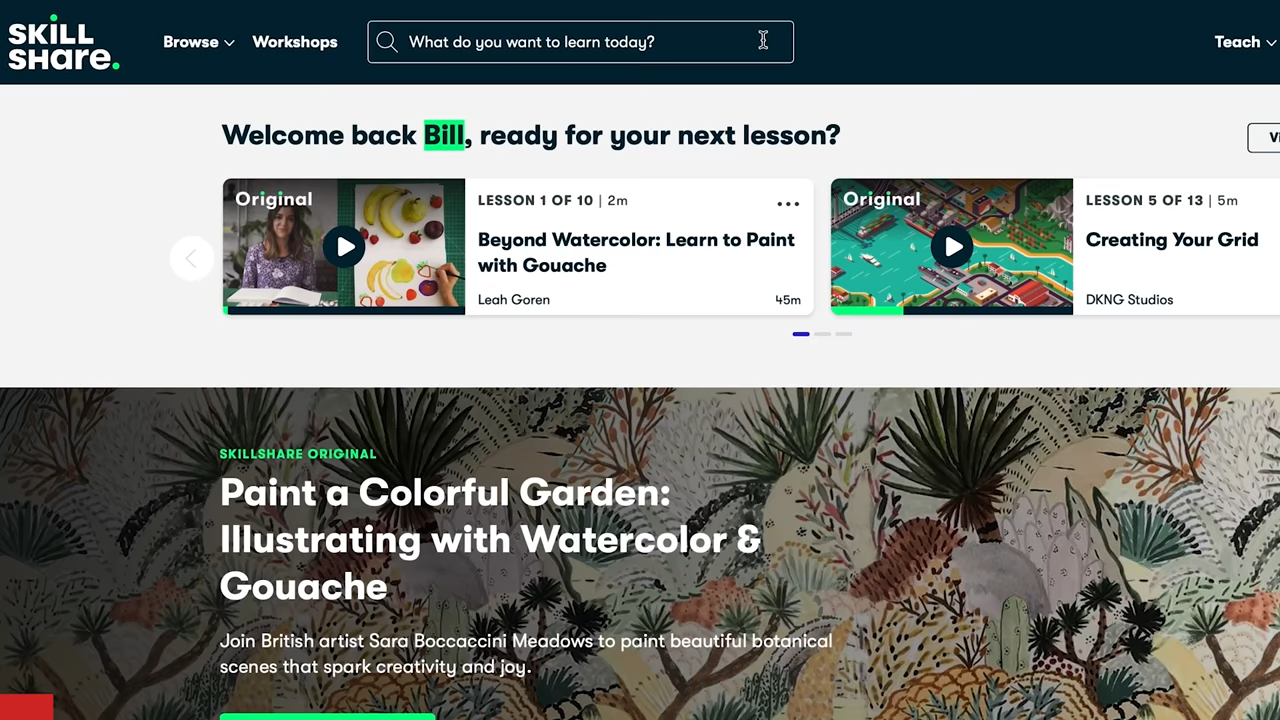 SKiLL
SHare.
Browse
Workshops
What do you want to learn today?
Teach
Welcome back Bill, ready for your next lesson?
Original
LESSON 1 OF 10 | 2m
Beyond Watercolor: Learn to Paint
with Gouache
Leah Goren
45m
Original
LESSON 5 OF 13 | 5m
Creating Your Grid
DKNG Studios
SKILLSHARE ORIGINAL
Paint a Colorful Garden:
Illustrating with Watercolor &
Gouache
Join British artist Sara Boccaccini Meadows to paint beautiful botanical
scenes that spark creativity and joy.